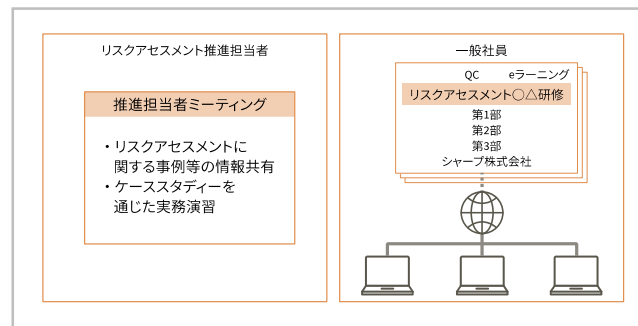 リスクアセスメント推進担当者
推進担当者ミーティング
・リスクアセスメントに
関する事例等の情報共有
・ケーススタディーを
通じた実務演習
一般社員
QC eラーニング
リスクアセスメント○△研修
第1部
第2部
第3部
シャープ株式会社